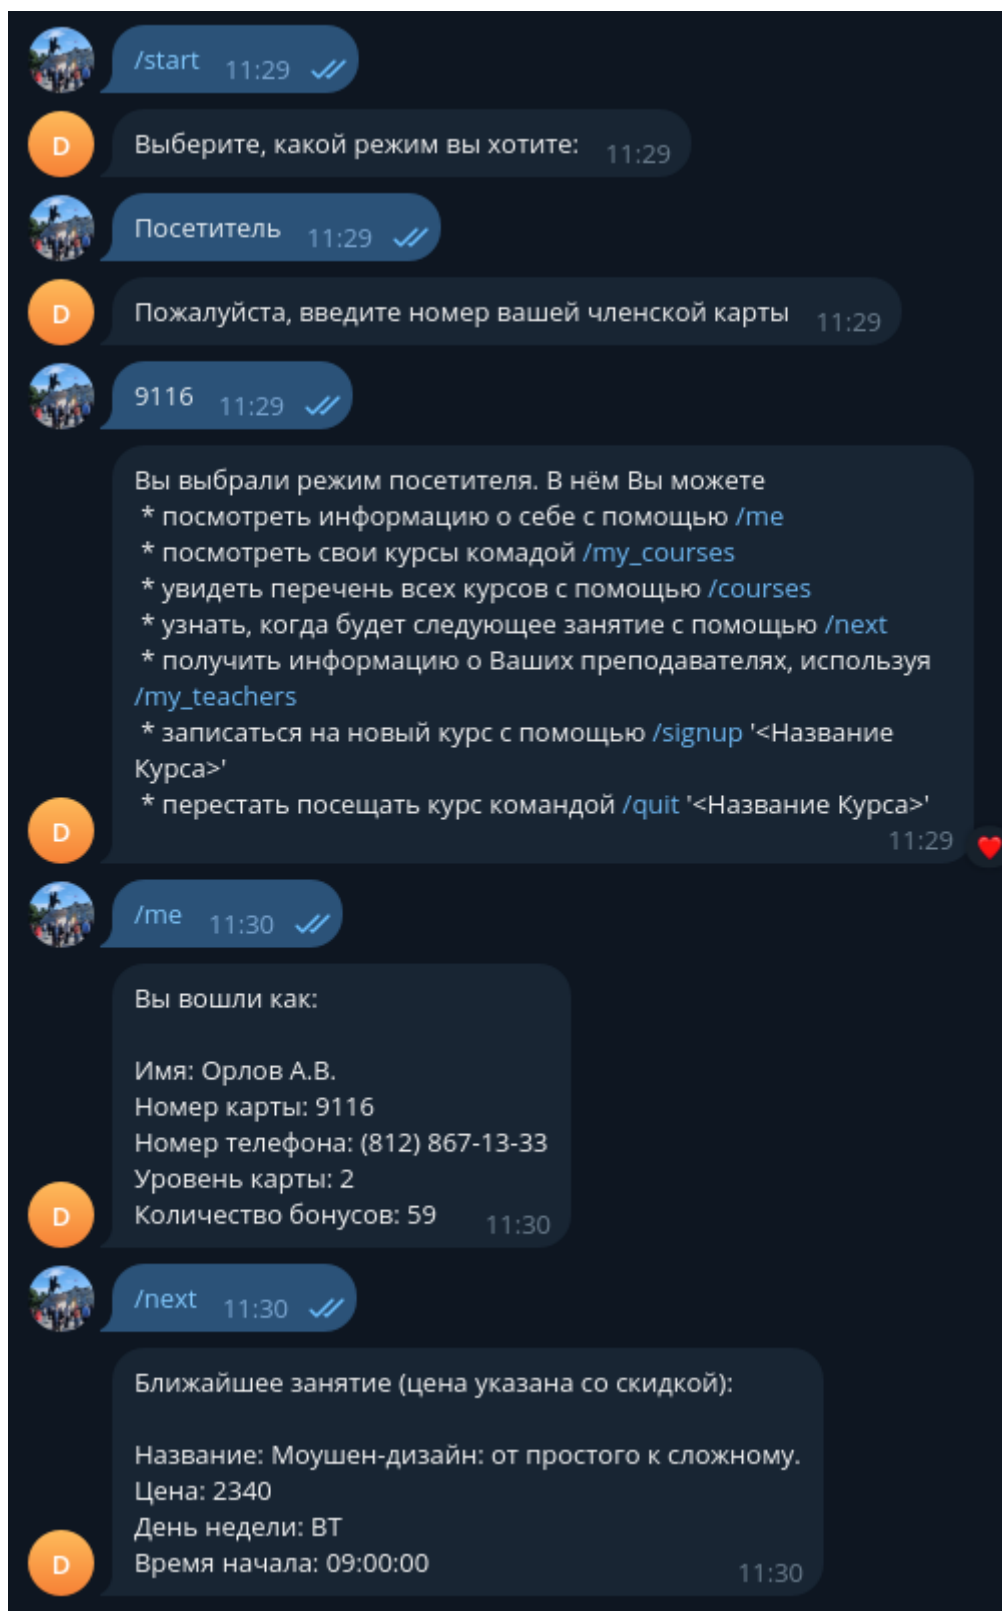 /start 11:29
D
Выберите, какой режим вы хотите: 11:29
Посетитель 11:29
D
Пожалуйста, введите номер вашей членской карты 11:29
9116 11:29
Вы выбрали режим посетителя. В нём Вы можете
* посмотреть информацию о себе с помощью /me
* посмотреть свои курсы комадой /my_courses
* увидеть перечень всех курсов с помощью /courses
* узнать, когда будет следующее занятие с помощью /next
* получить информацию о Ваших преподавателях, используя
/my_teachers
* записаться на новый курс с помощью /signup '<Название
Курса>'
* перестать посещать курс командой /quit '<Название Курса>'
D
11:29
/me 11:30
Вы вошли как:
Имя: Орлов А.В.
Номер карты: 9116
Номер телефона: (812) 867-13-33
Уровень карты: 2
D
Количество бонусов: 59 11:30
/next 11:30
Ближайшее занятие (цена указана со скидкой):
Название: Моушен-дизайн: от простого к сложному.
Цена: 2340
День недели: ВТ
D
Время начала: 09:00:00 11:30